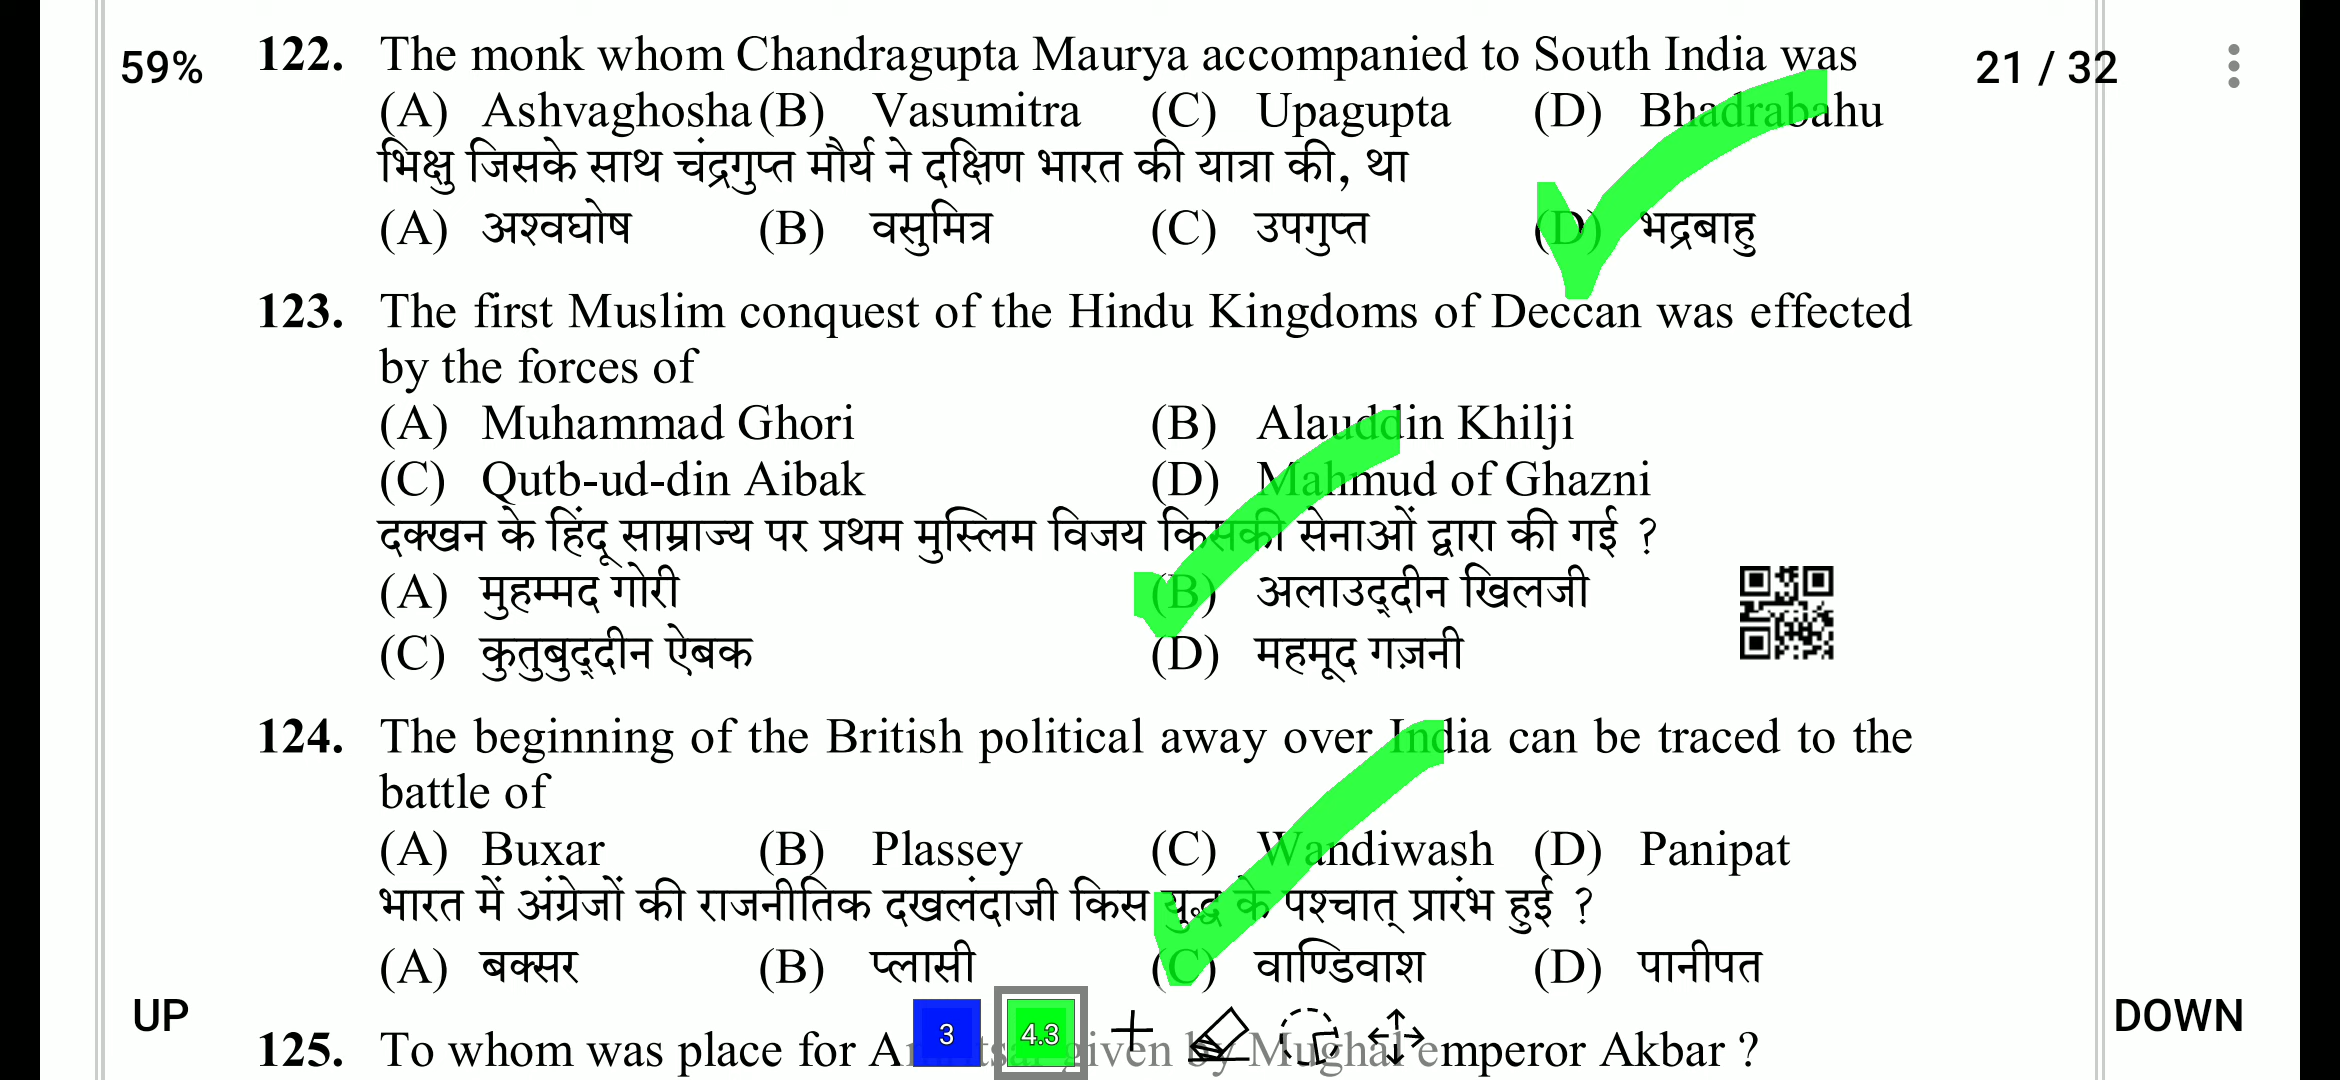 59%
21 / 32
122. The monk whom Chandragupta Maurya accompanied to South India was
(A) Ashvaghosha (B) Vasumitra (C) Upagupta (D) Bhadrabahu
भिक्षु जिसके साथ चंद्रगुप्त मौर्य ने दक्षिण भारत की यात्रा की, था
(A) अश्वघोष (B) वसुमित्र (C) उपगुप्त (D) भद्रबाहु
123. The first Muslim conquest of the Hindu Kingdoms of Deccan was effected
by the forces of
(A) Muhammad Ghori (B) Alauddin Khilji
(C) Qutb-ud-din Aibak (D) Mahmud of Ghazni
दक्खन के हिंदू साम्राज्य पर प्रथम मुस्लिम विजय किसकी सेनाओं द्वारा की गई ?
(A) मुहम्मद गोरी (B) अलाउद्दीन खिलजी
(C) कुतुबुद्दीन ऐबक (D) महमूद गज़नी
124. The beginning of the British political away over India can be traced to the
battle of
(A) Buxar (B) Plassey (C) Wandiwash (D) Panipat
भारत में अंग्रेजों की राजनीतिक दखलंदाजी किस युद्ध के पश्चात् प्रारंभ हुई ?
(A) बक्सर (B) प्लासी (C) वाण्डिवाश (D) पानीपत
UP
DOWN
3
4.3
125. To whom was place for Amritsar given by Mughal emperor Akbar ?